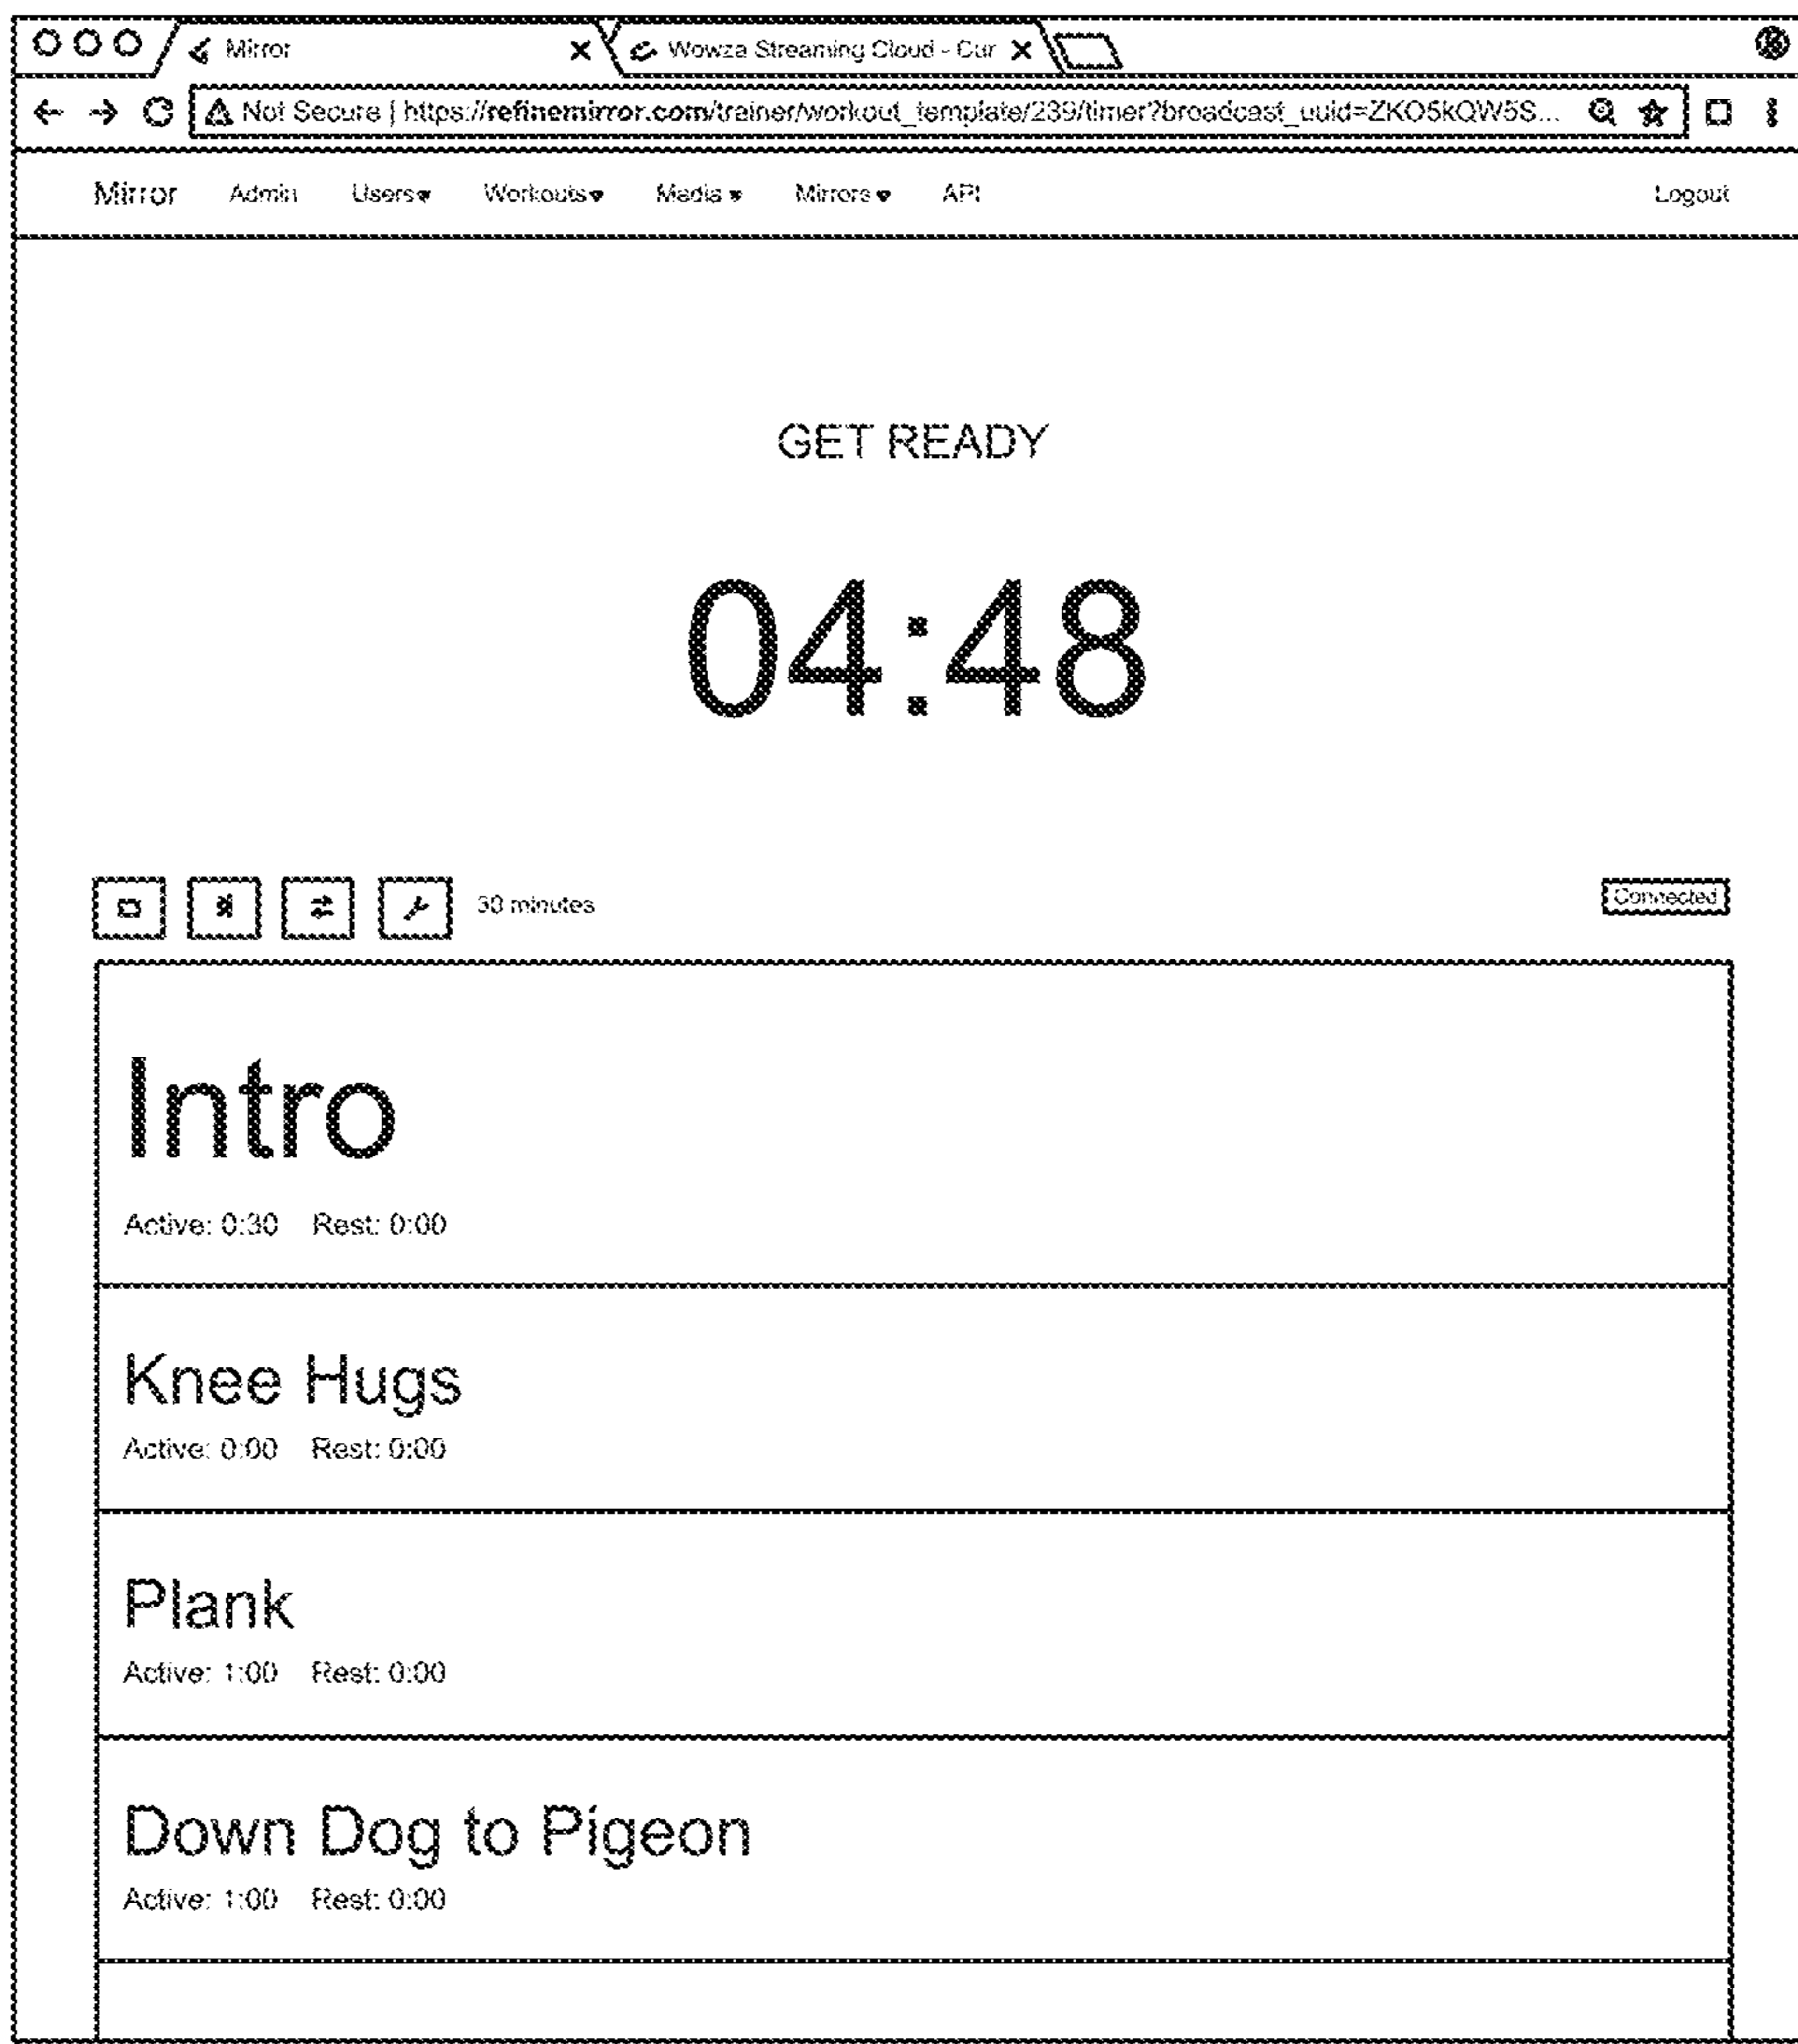 Mirror
Wowza Streaming Cloud - Cur
Not Secure | https://refinemirror.com/trainer/workout_template/239/timer?broadcast_uuid=ZKO5kQW5S...
Mirror Admin Users Workouts Media Mirrors API Logout
GET READY
04:48
30 minutes
Connected
Intro
Active: 0:30 Rest: 0:00
Knee Hugs
Active: 0:00 Rest: 0:00
Plank
Active: 1:00 Rest: 0:00
Down Dog to Pigeon
Active: 1:00 Rest: 0:00